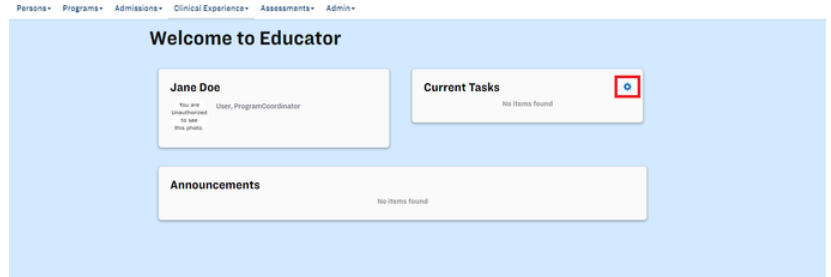 Persons Programs Admissions Clinical Experience Assessments Admin
Welcome to Educator
Jane Doe
You are
Unauthorized
to see
this photo.
User, ProgramCoordinator
Current Tasks
No items found
Announcements
No items found